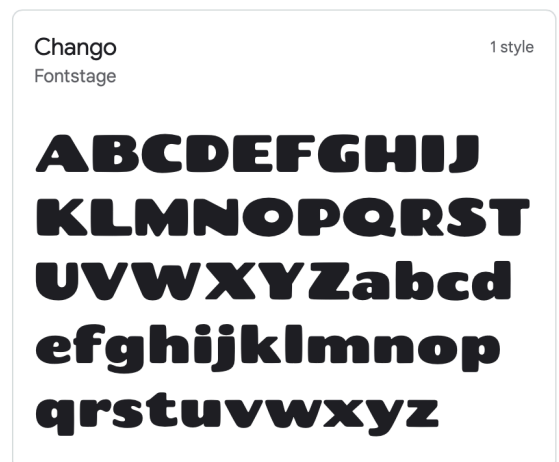 Chango
1 style
Fontstage
ABCDEFGHIJ
KLMNOPQRST
UVWXYZabcd
efghijklmnop
qrstuvwxyz